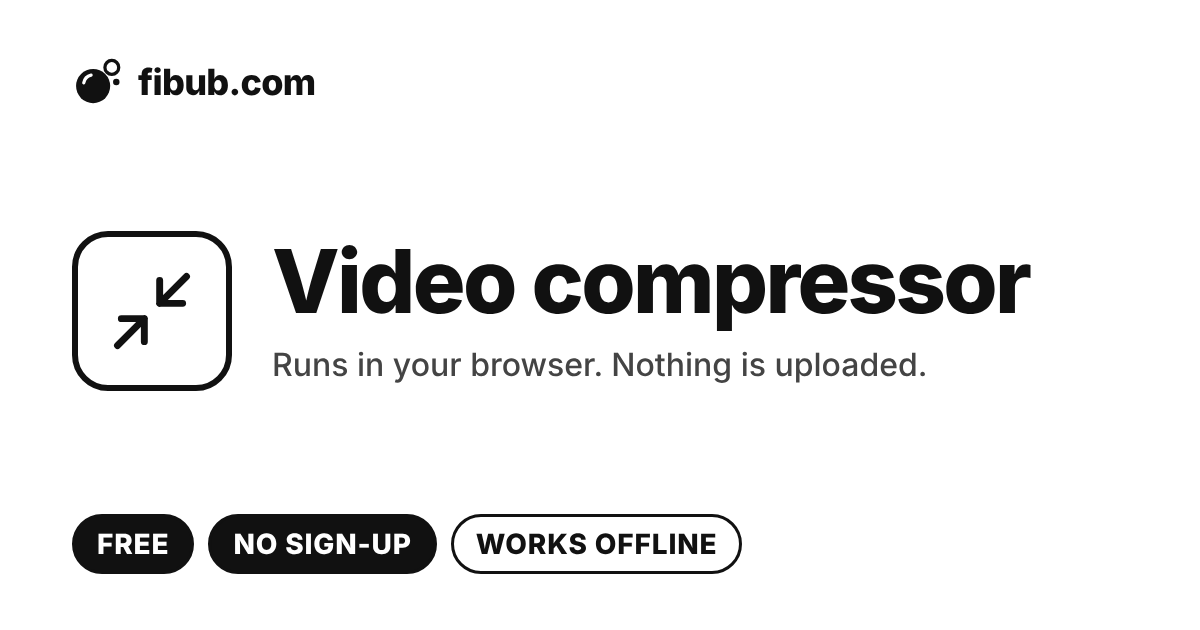 fibub.com
Video compressor
Runs in your browser. Nothing is uploaded.
FREE
NO SIGN-UP
WORKS OFFLINE